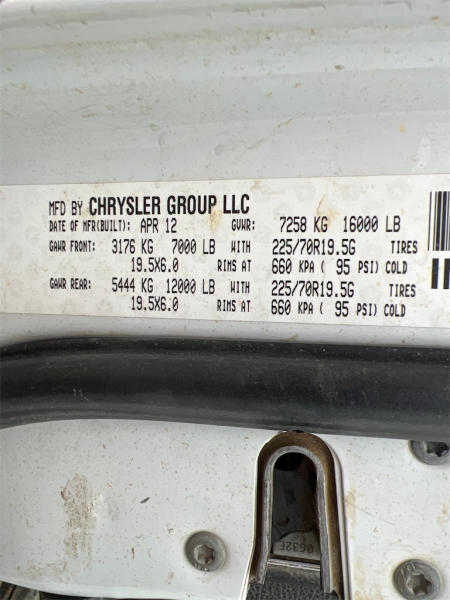 MFD BY CHRYSLER GROUP LLC
DATE OF MFR(BUILT): APR 12 GVWR: 7258 KG 16000 LB
GAWR FRONT: 3176 KG 7000 LB WITH 225/70R19.5G TIRES
19.5X6.0 RIMS AT 660 KPA ( 95 PSI) COLD
GAWR REAR: 5444 KG 12000 LB WITH 225/70R19.5G TIRES
19.5X6.0 RIMS AT 660 KPA ( 95 PSI) COLD
0632E